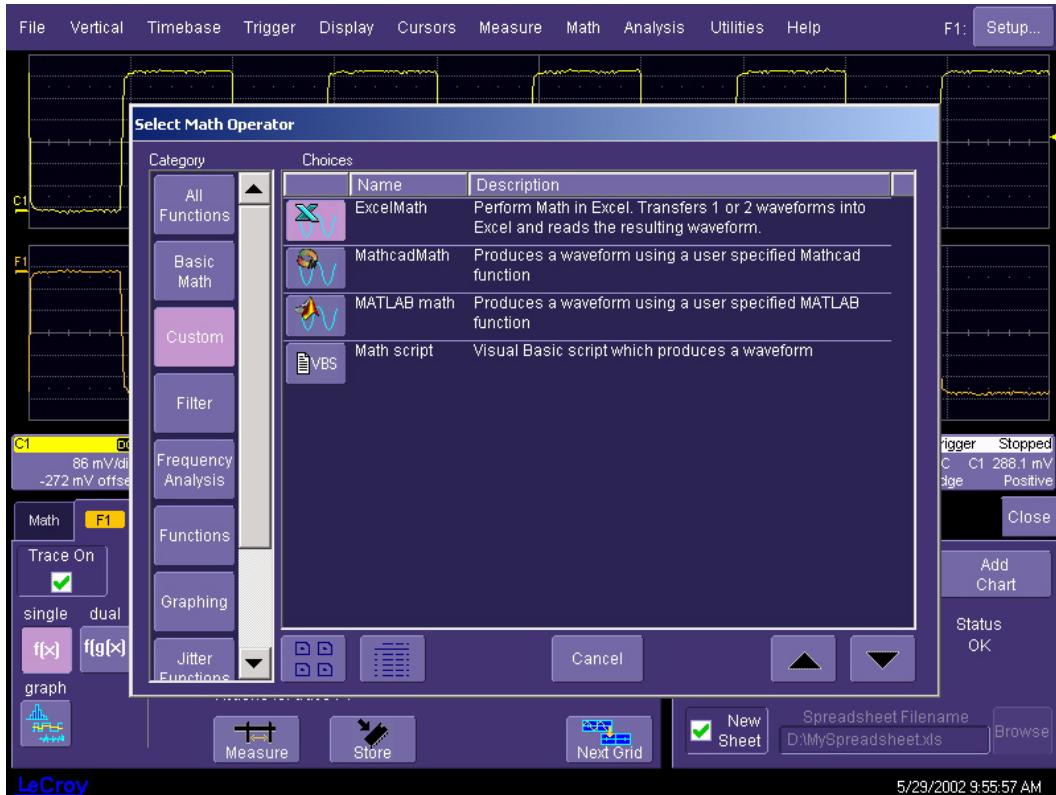 File Vertical Timebase Trigger Display Cursors Measure Math Analysis Utilities Help F1: Setup...
Select Math Operator
Category Choices
Name Description
All Functions
Basic Math
Custom
Filter
Frequency Analysis
Functions
Graphing
Jitter Functions
ExcelMath Perform Math in Excel. Transfers 1 or 2 waveforms into
Excel and reads the resulting waveform.
MathcadMath Produces a waveform using a user specified Mathcad
function
MATLAB math Produces a waveform using a user specified MATLAB
function
VBS Math script Visual Basic script which produces a waveform
Cancel
C1
F1
C1
86 mV/di
-272 mV offse
rigger Stopped
C C1 288.1 mV
dge Positive
Math F1
Close
Trace On
single dual
f(x) f(g(x)
graph
Measure
Store
Next Grid
Add
Chart
Status
OK
New
Sheet
Spreadsheet Filename
D:\MySpreadsheet.xls
Browse
LeCroy
5/29/2002 9:55:57 AM